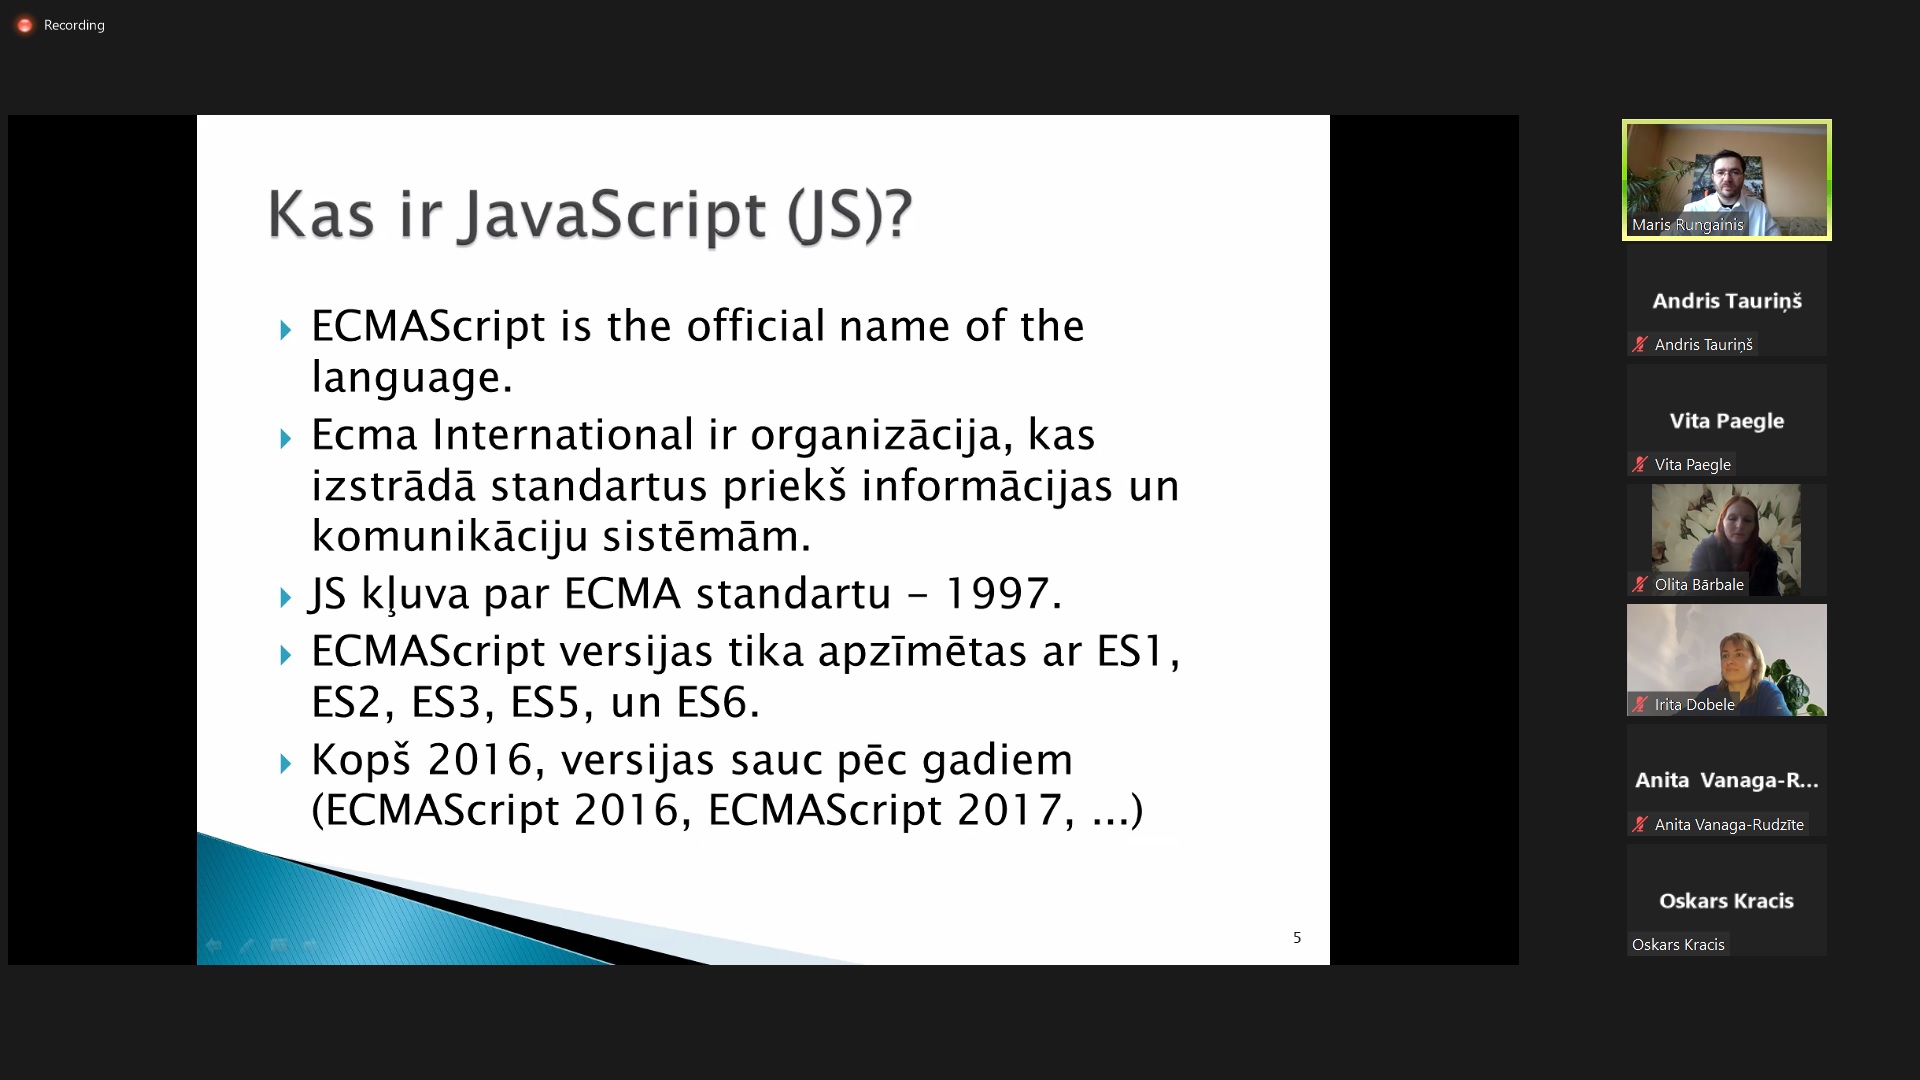 Recording
Kas ir JavaScript (JS)?
ECMAScript is the official name of the
language.
Ecma International ir organizācija, kas
izstrādā standartus priekš informācijas un
komunikāciju sistēmām.
JS kļuva par ECMA standartu – 1997.
ECMAScript versijas tika apzīmētas ar ES1,
ES2, ES3, ES5, un ES6.
Kopš 2016, versijas sauc pēc gadiem
(ECMAScript 2016, ECMAScript 2017, ...)
5
Maris Rungainis
Andris Tauriņš
Andris Tauriņš
Vita Paegle
Vita Paegle
Olita Bārbale
Irita Dobele
Anita Vanaga-R...
Anita Vanaga-Rudzīte
Oskars Kracis
Oskars Kracis